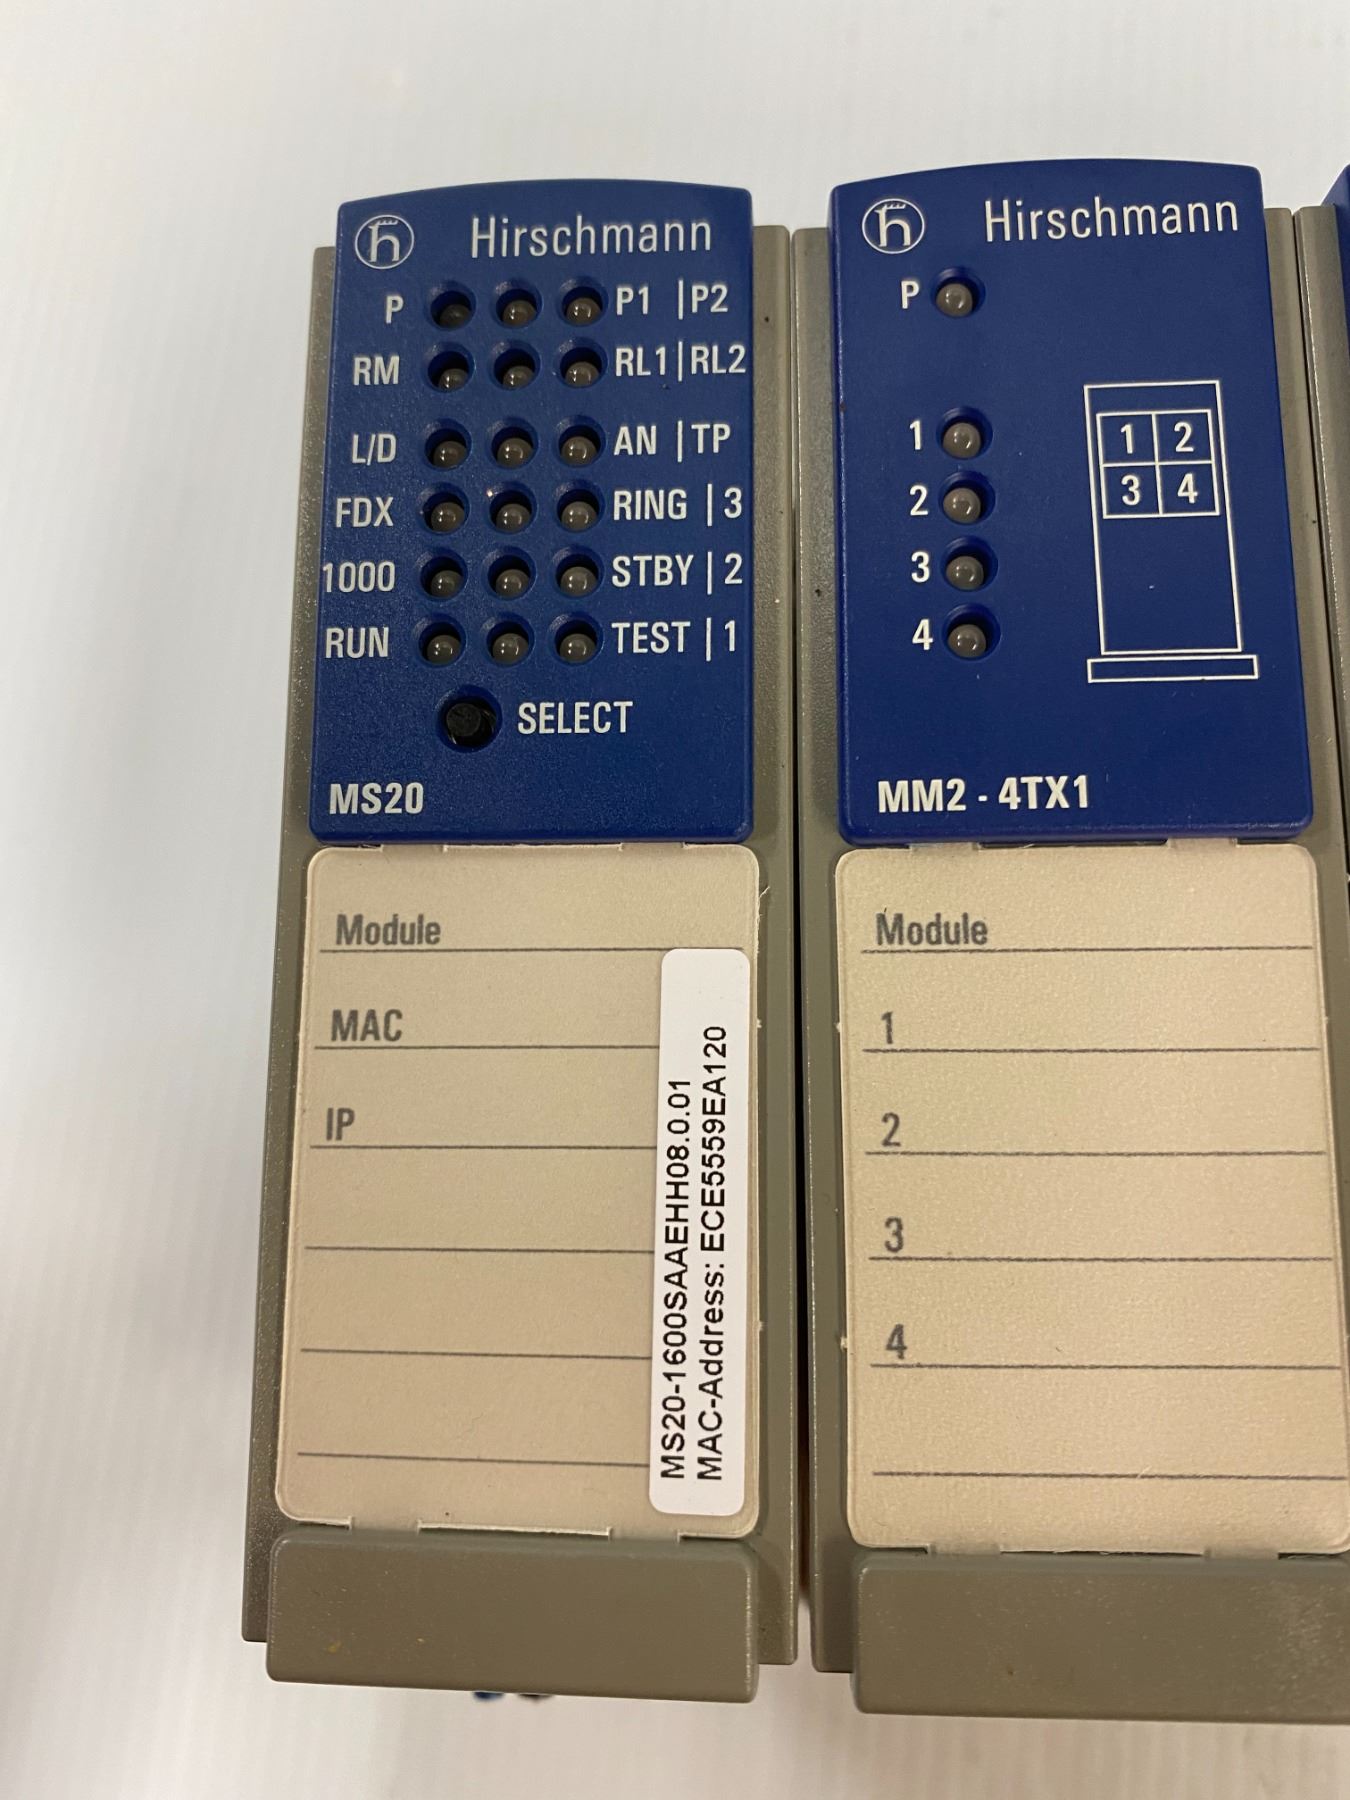 Hirschmann
P P1 |P2
RM RL1|RL2
L/D AN |TP
FDX RING |3
1000 STBY |2
RUN TEST |1
SELECT
MS20
Module
MAC
IP
MS20-1600SAAEHH08.0.01
MAC-Address: ECE5559EA120
Hirschmann
P
1
2
3
4
1 2
3 4
MM2 - 4TX1
Module
1
2
3
4